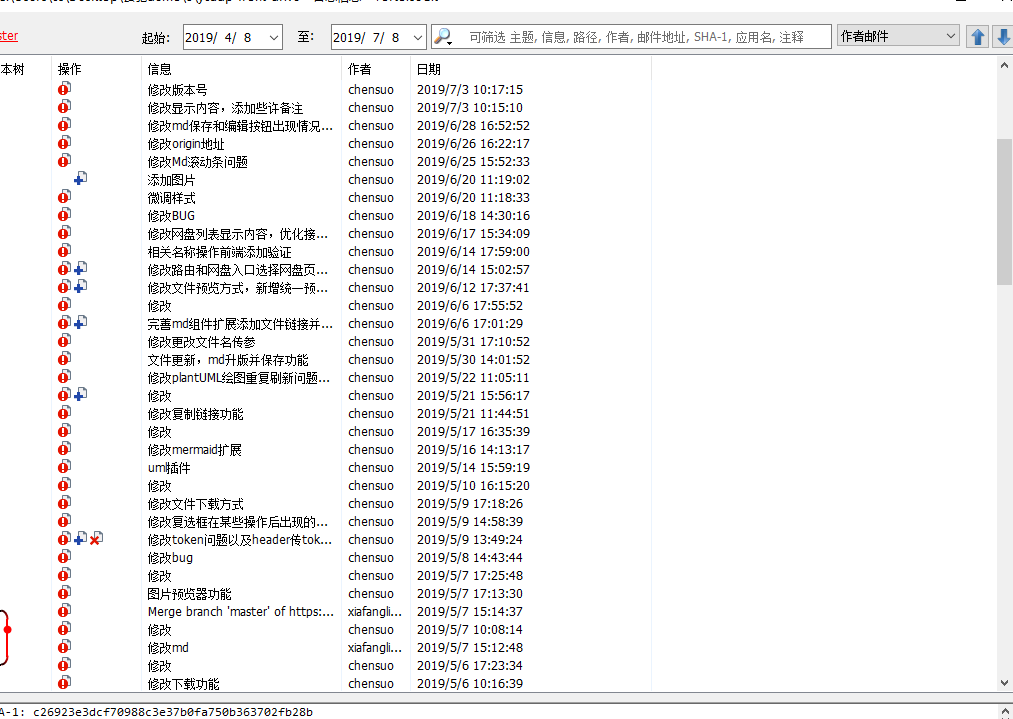 ster 起始: 2019/ 4/ 8 至: 2019/ 7/ 8 可筛选 主题, 信息, 路径, 作者, 邮件地址, SHA-1, 应用名, 注释 作者邮件
本树 操作 信息 作者 日期
修改版本号 chensuo 2019/7/3 10:17:15
修改显示内容，添加些许备注 chensuo 2019/7/3 10:15:10
修改md保存和编辑按钮出现情况... chensuo 2019/6/28 16:52:52
修改origin地址 chensuo 2019/6/26 16:22:17
修改Md滚动条问题 chensuo 2019/6/25 15:52:33
添加图片 chensuo 2019/6/20 11:19:02
微调样式 chensuo 2019/6/20 11:18:33
修改BUG chensuo 2019/6/18 14:30:16
修改网盘列表显示内容，优化接... chensuo 2019/6/17 15:34:09
相关名称操作前端添加验证 chensuo 2019/6/14 17:59:00
修改路由和网盘入口选择网盘页... chensuo 2019/6/14 15:02:57
修改文件预览方式，新增统一预... chensuo 2019/6/12 17:37:41
修改 chensuo 2019/6/6 17:55:52
完善md组件扩展添加文件链接并... chensuo 2019/6/6 17:01:29
修改更改文件名传参 chensuo 2019/5/31 17:10:52
文件更新，md升版并保存功能 chensuo 2019/5/30 14:01:52
修改plantUML绘图重复刷新问题... chensuo 2019/5/22 11:05:11
修改 chensuo 2019/5/21 15:56:17
修改复制链接功能 chensuo 2019/5/21 11:44:51
修改 chensuo 2019/5/17 16:35:39
修改mermaid扩展 chensuo 2019/5/16 14:13:17
uml插件 chensuo 2019/5/14 15:59:19
修改 chensuo 2019/5/10 16:15:20
修改文件下载方式 chensuo 2019/5/9 17:18:26
修改复选框在某些操作后出现的... chensuo 2019/5/9 14:58:39
修改token问题以及header传tok... chensuo 2019/5/9 13:49:24
修改bug chensuo 2019/5/8 14:43:44
修改 chensuo 2019/5/7 17:25:48
图片预览器功能 chensuo 2019/5/7 17:13:30
Merge branch 'master' of https:... xiafangli... 2019/5/7 15:14:37
修改 chensuo 2019/5/7 10:08:14
修改md xiafangli... 2019/5/7 15:12:48
修改 chensuo 2019/5/6 17:23:34
修改下载功能 chensuo 2019/5/6 10:16:39
A-1: c26923e3dcf70988c3e37b0fa750b363702fb28b